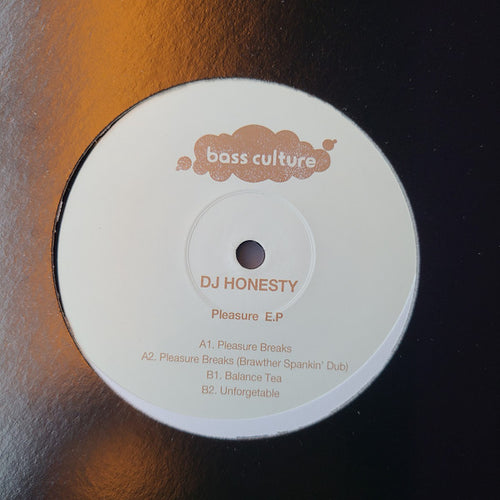 bass culture
DJ HONESTY
Pleasure E.P
A1. Pleasure Breaks
A2. Pleasure Breaks (Brawther Spankin' Dub)
B1. Balance Tea
B2. Unforgetable